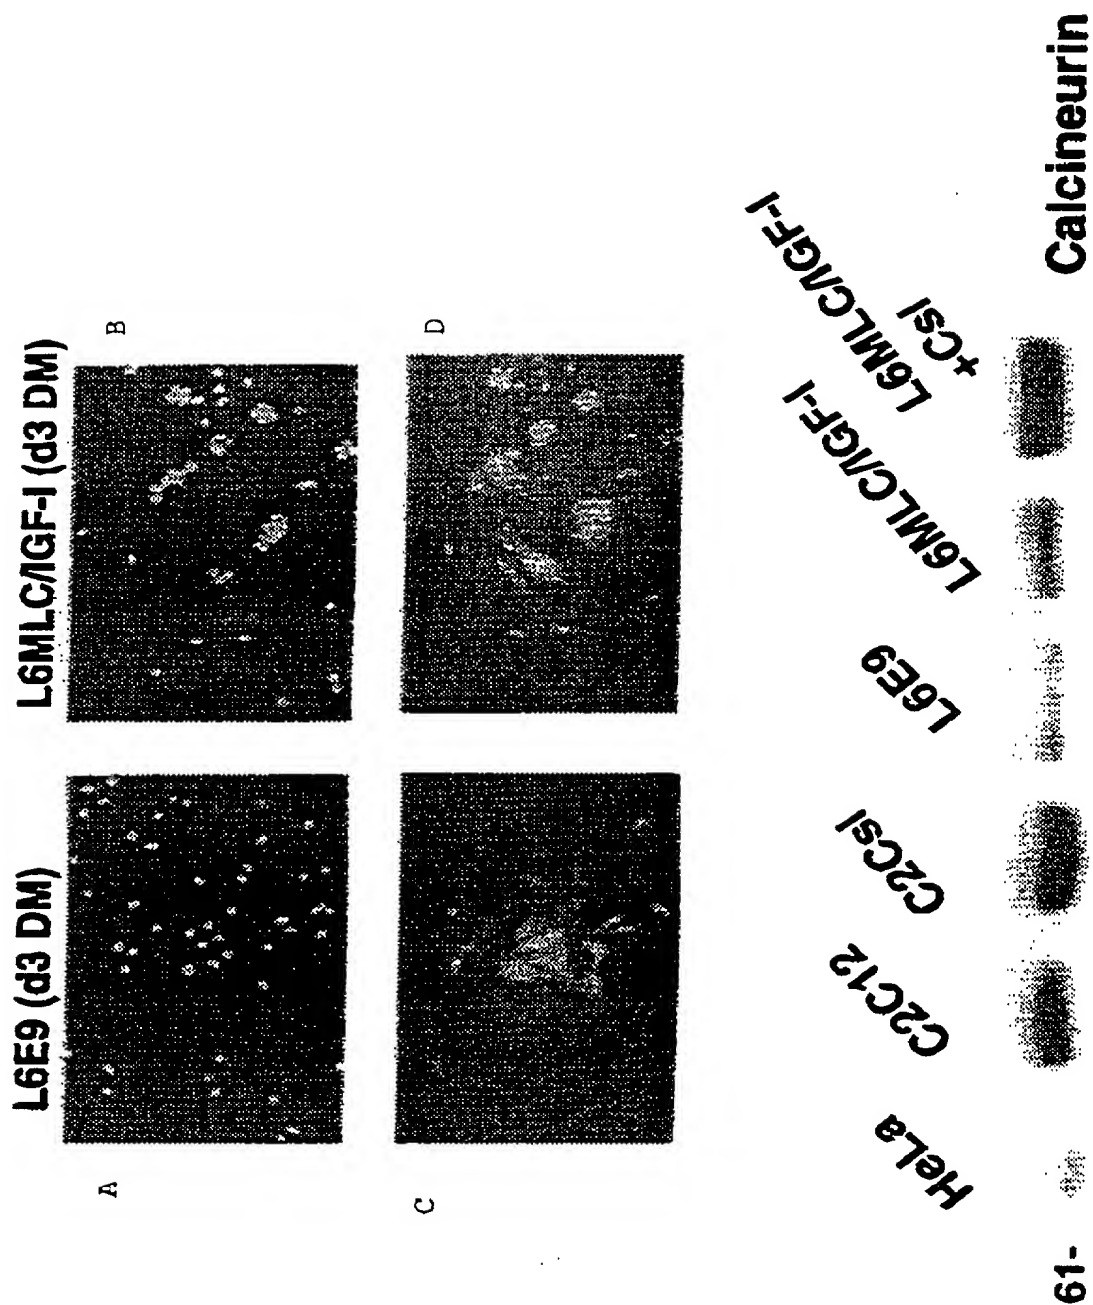 L6E9 (d3 DM)
L6MLC/IGF-I (d3 DM)
A
B
C
D
HeLa
C2C12
C2CsI
L6E9
L6MLC/IGF-I
L6MLC/IGF-I
+CsI
61-
Calcineurin